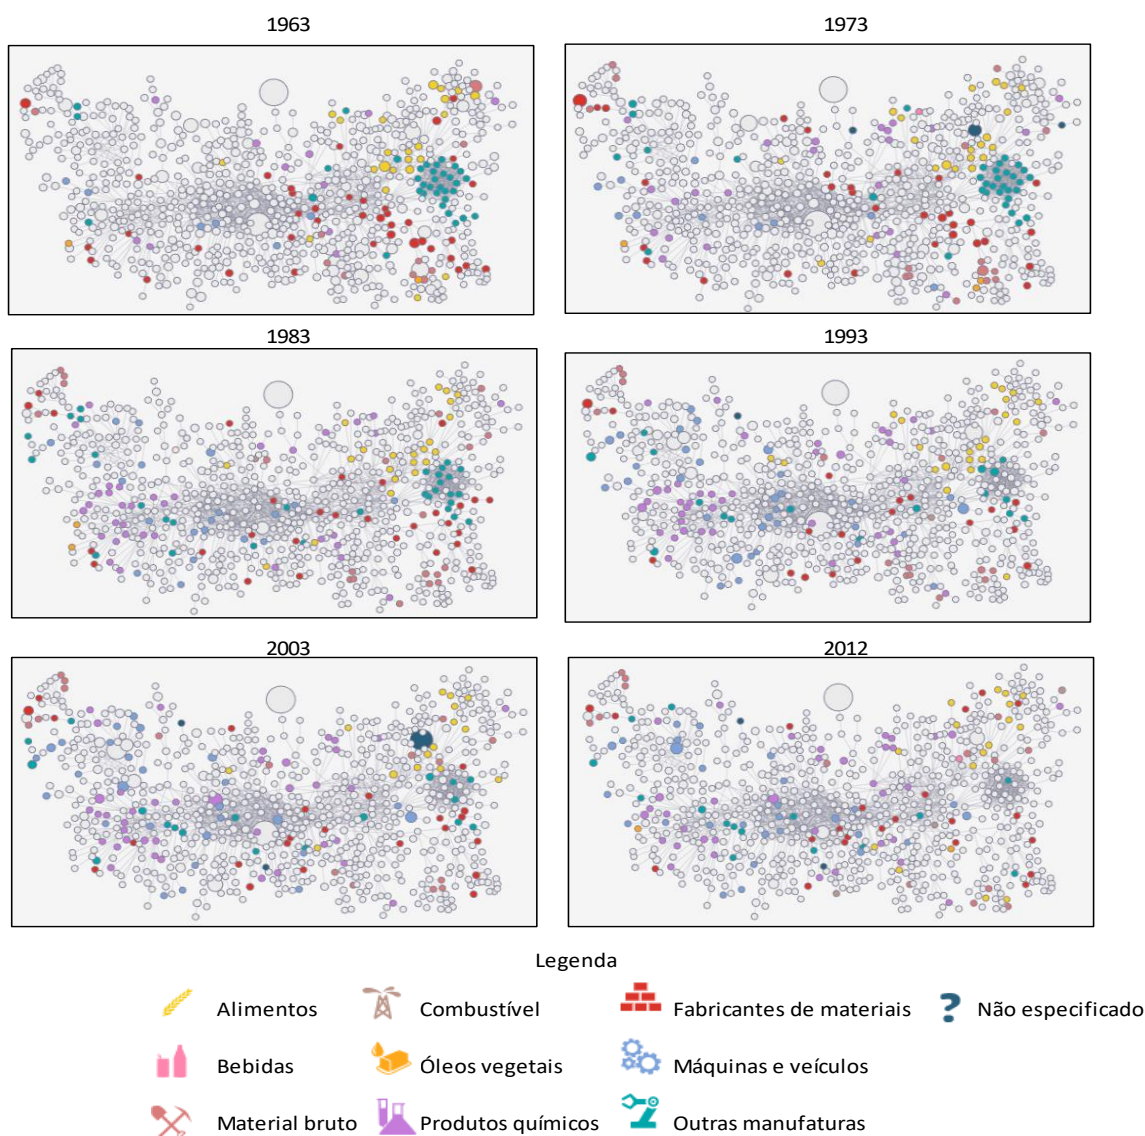 1963 1973
1983 1993
2003 2012
Legenda
Alimentos Combustível Fabricantes de materiais ? Não especificado
Bebidas Óleos vegetais Máquinas e veículos
Material bruto Produtos químicos Outras manufaturas